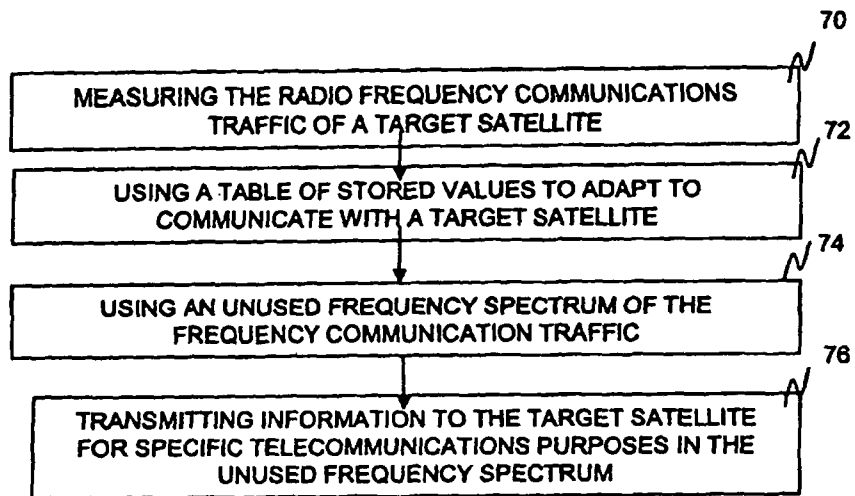 70
MEASURING THE RADIO FREQUENCY COMMUNICATIONS
TRAFFIC OF A TARGET SATELLITE
72
USING A TABLE OF STORED VALUES TO ADAPT TO
COMMUNICATE WITH A TARGET SATELLITE
74
USING AN UNUSED FREQUENCY SPECTRUM OF THE
FREQUENCY COMMUNICATION TRAFFIC
76
TRANSMITTING INFORMATION TO THE TARGET SATELLITE
FOR SPECIFIC TELECOMMUNICATIONS PURPOSES IN THE
UNUSED FREQUENCY SPECTRUM